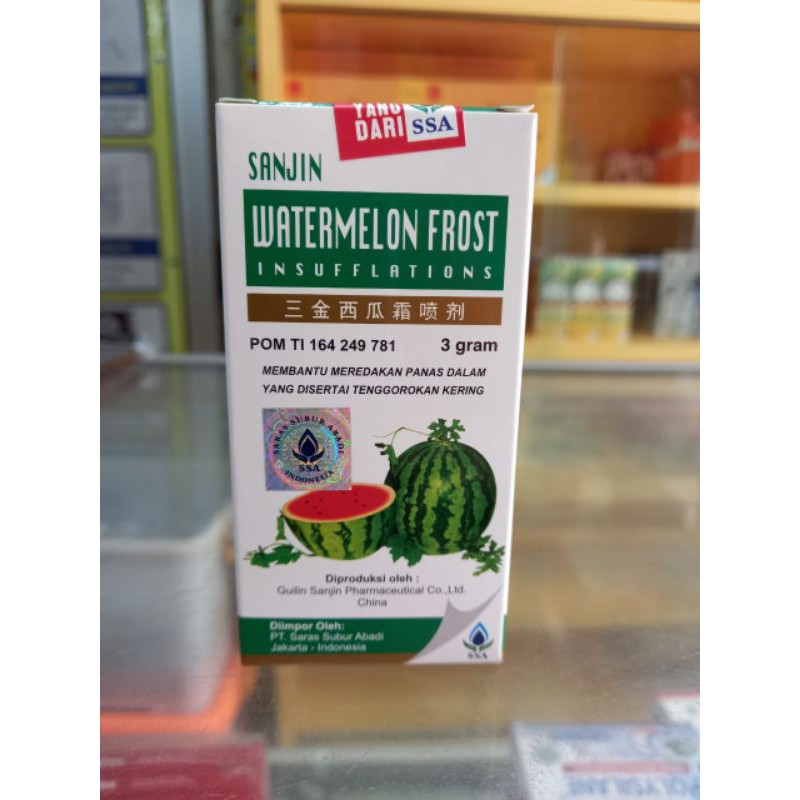 YANG
DARI SSA
SANJIN
WATERMELON FROST
INSUFFLATIONS
三金西瓜霜喷剂
POM TI 164 249 781 3 gram
MEMBANTU MEREDAKAN PANAS DALAM
YANG DISERTAI TENGGOROKAN KERING
SARAS SUBUR ABADI
SSA
INDONESIA
Diproduksi oleh :
Guilin Sanjin Pharmaceutical Co.,Ltd.
China
Diimpor Oleh:
PT. Saras Subur Abadi
Jakarta - Indonesia
SSA
POLYSILANE